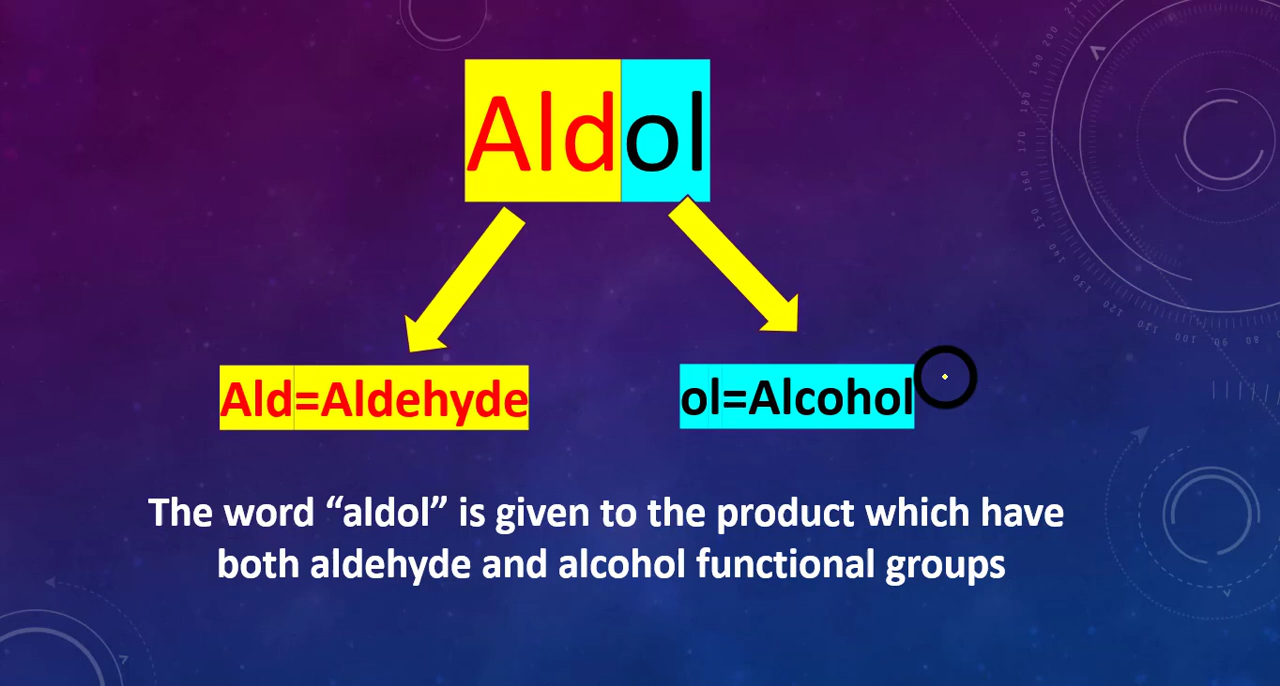 Aldol
Ald=Aldehyde
ol=Alcohol
The word “aldol” is given to the product which have
both aldehyde and alcohol functional groups